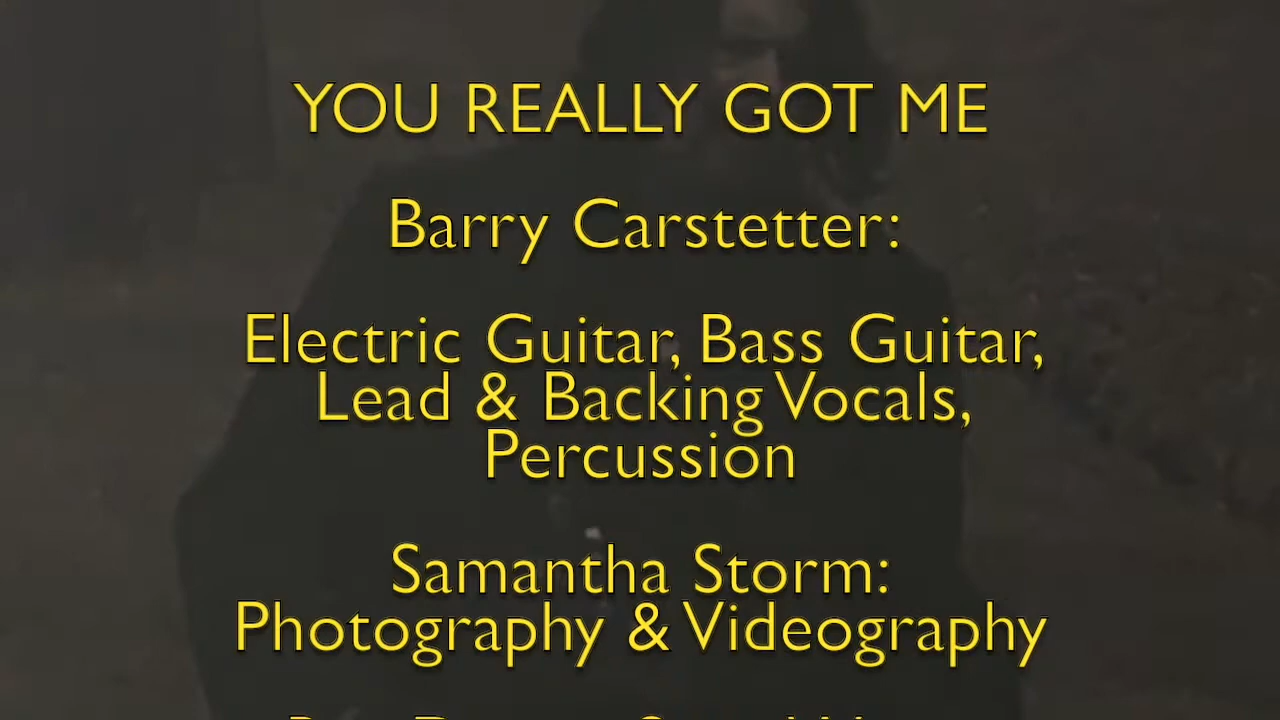 YOU REALLY GOT ME
Barry Carstetter:
Electric Guitar, Bass Guitar,
Lead & Backing Vocals,
Percussion
Samantha Storm:
Photography & Videography